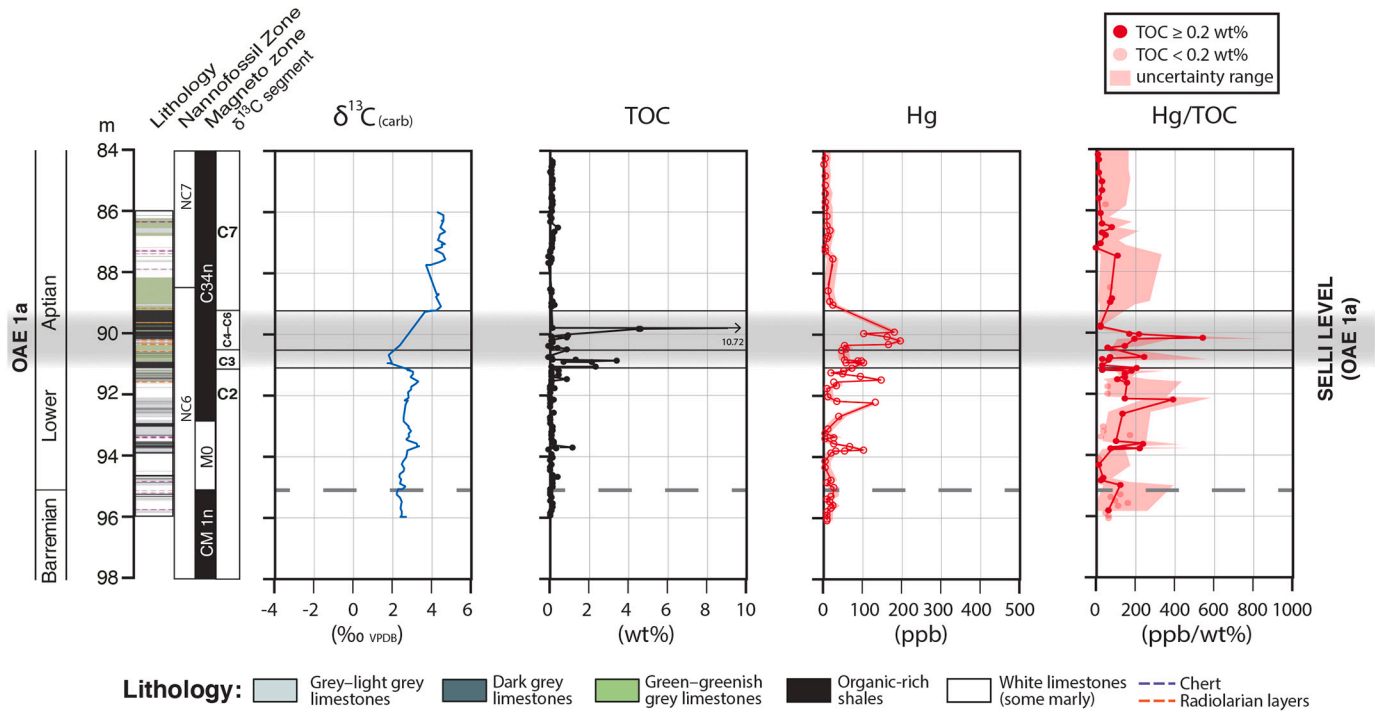 TOC ≥ 0.2 wt%
TOC < 0.2 wt%
uncertainty range
Lithology
Nannofossil Zone
Magneto zone
δ13C segment
m
δ13C (carb)
TOC
Hg
Hg/TOC
84
86
88
90
92
94
96
98
OAE 1a
Aptian
Lower
Barremian
NC7
NC6
C34n
M0
CM 1n
C7
C4–C6
C3
C2
10.72
SELLI LEVEL
(OAE 1a)
-4 -2 0 2 4 6
0 2 4 6 8 10
0 100 200 300 400 500
0 200 400 600 800 1000
(‰ VPDB)
(wt%)
(ppb)
(ppb/wt%)
Lithology:
Grey–light grey
limestones
Dark grey
limestones
Green–greenish
grey limestones
Organic-rich
shales
White limestones
(some marly)
Chert
Radiolarian layers